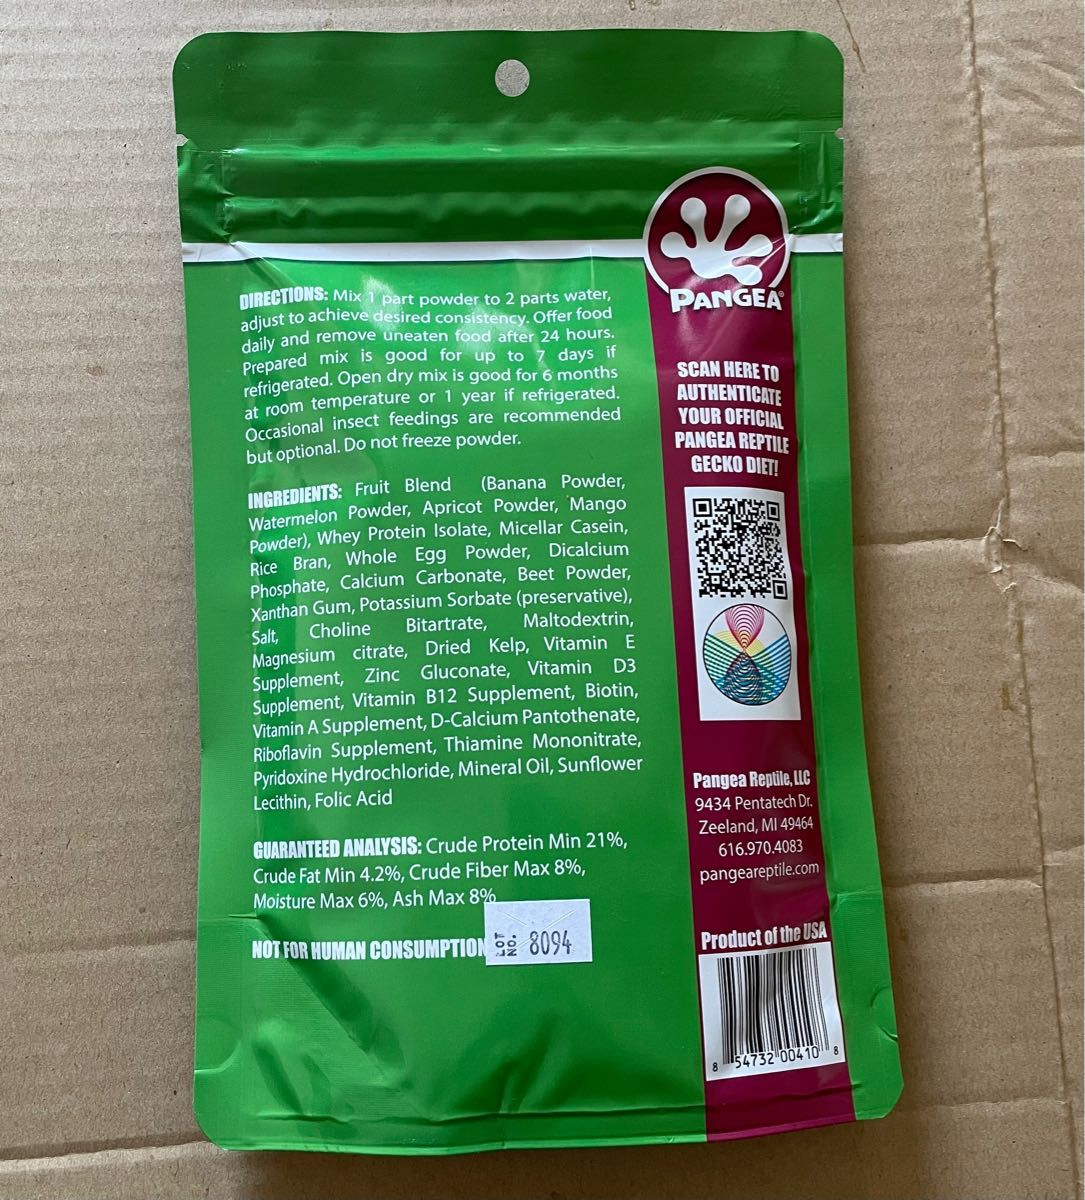 PANGEA®
DIRECTIONS: Mix 1 part powder to 2 parts water,
adjust to achieve desired consistency. Offer food
daily and remove uneaten food after 24 hours.
Prepared mix is good for up to 7 days if
refrigerated. Open dry mix is good for 6 months
at room temperature or 1 year if refrigerated.
Occasional insect feedings are recommended
but optional. Do not freeze powder.
INGREDIENTS: Fruit Blend (Banana Powder,
Watermelon Powder, Apricot Powder, Mango
Powder), Whey Protein Isolate, Micellar Casein,
Rice Bran, Whole Egg Powder, Dicalcium
Phosphate, Calcium Carbonate, Beet Powder,
Xanthan Gum, Potassium Sorbate (preservative),
Salt, Choline Bitartrate, Maltodextrin,
Magnesium citrate, Dried Kelp, Vitamin E
Supplement, Zinc Gluconate, Vitamin D3
Supplement, Vitamin B12 Supplement, Biotin,
Vitamin A Supplement, D-Calcium Pantothenate,
Riboflavin Supplement, Thiamine Mononitrate,
Pyridoxine Hydrochloride, Mineral Oil, Sunflower
Lecithin, Folic Acid
GUARANTEED ANALYSIS: Crude Protein Min 21%,
Crude Fat Min 4.2%, Crude Fiber Max 8%,
Moisture Max 6%, Ash Max 8%
NOT FOR HUMAN CONSUMPTION
LOT NO. 8094
SCAN HERE TO
AUTHENTICATE
YOUR OFFICIAL
PANGEA REPTILE
GECKO DIET!
Pangea Reptile, LLC
9434 Pentatech Dr.
Zeeland, MI 49464
616.970.4083
pangeareptile.com
Product of the USA
8 54732 00410 8